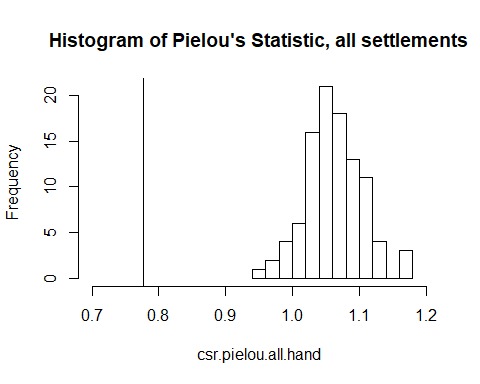 Histogram of Pielou's Statistic, all settlements
Frequency
20
15
10
5
0
0.7 0.8 0.9 1.0 1.1 1.2
csr.pielou.all.hand